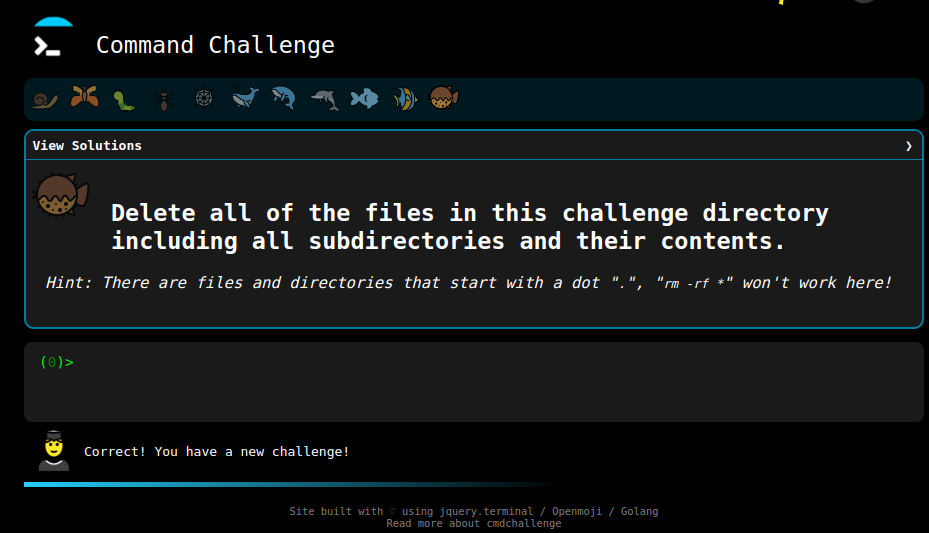 Command Challenge
View Solutions ❯
Delete all of the files in this challenge directory
including all subdirectories and their contents.
Hint: There are files and directories that start with a dot ".", "rm -rf *" won't work here!
(0)>
Correct! You have a new challenge!
Site built with ♡ using jquery.terminal / Openmoji / Golang
Read more about cmdchallenge